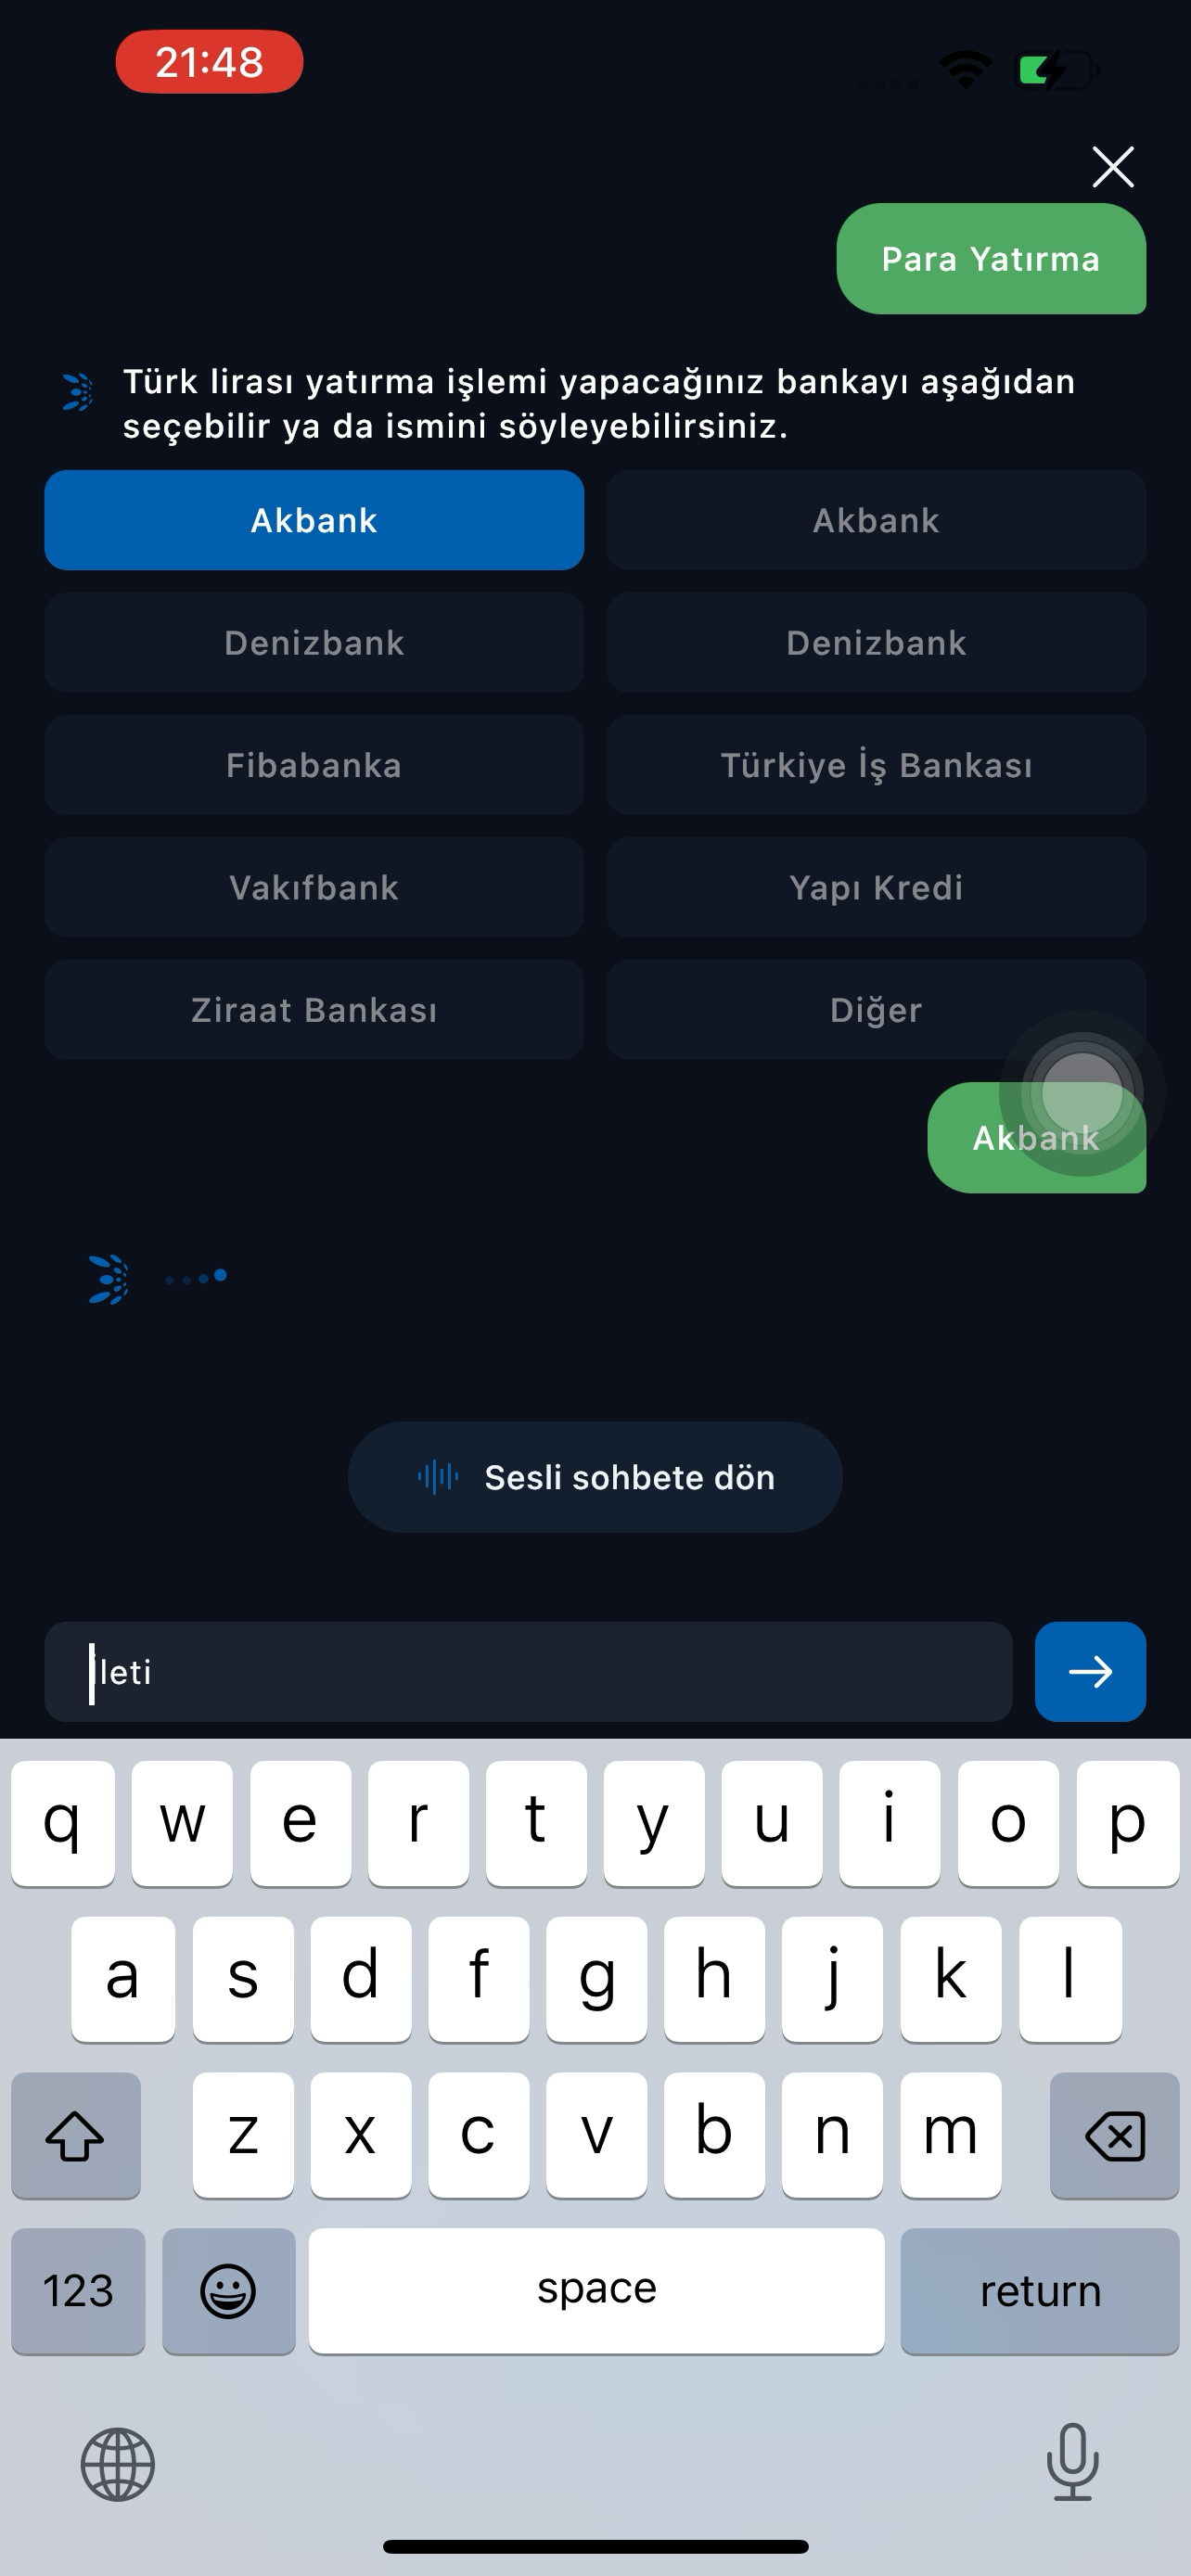 21:48
Para Yatırma
Türk lirası yatırma işlemi yapacağınız bankayı aşağıdan
seçebilir ya da ismini söyleyebilirsiniz.
Akbank
Akbank
Denizbank
Denizbank
Fibabanka
Türkiye İş Bankası
Vakıfbank
Yapı Kredi
Ziraat Bankası
Diğer
Akbank
Sesli sohbete dön
İleti
q w e r t y u i o p
a s d f g h j k l
z x c v b n m
123 space return